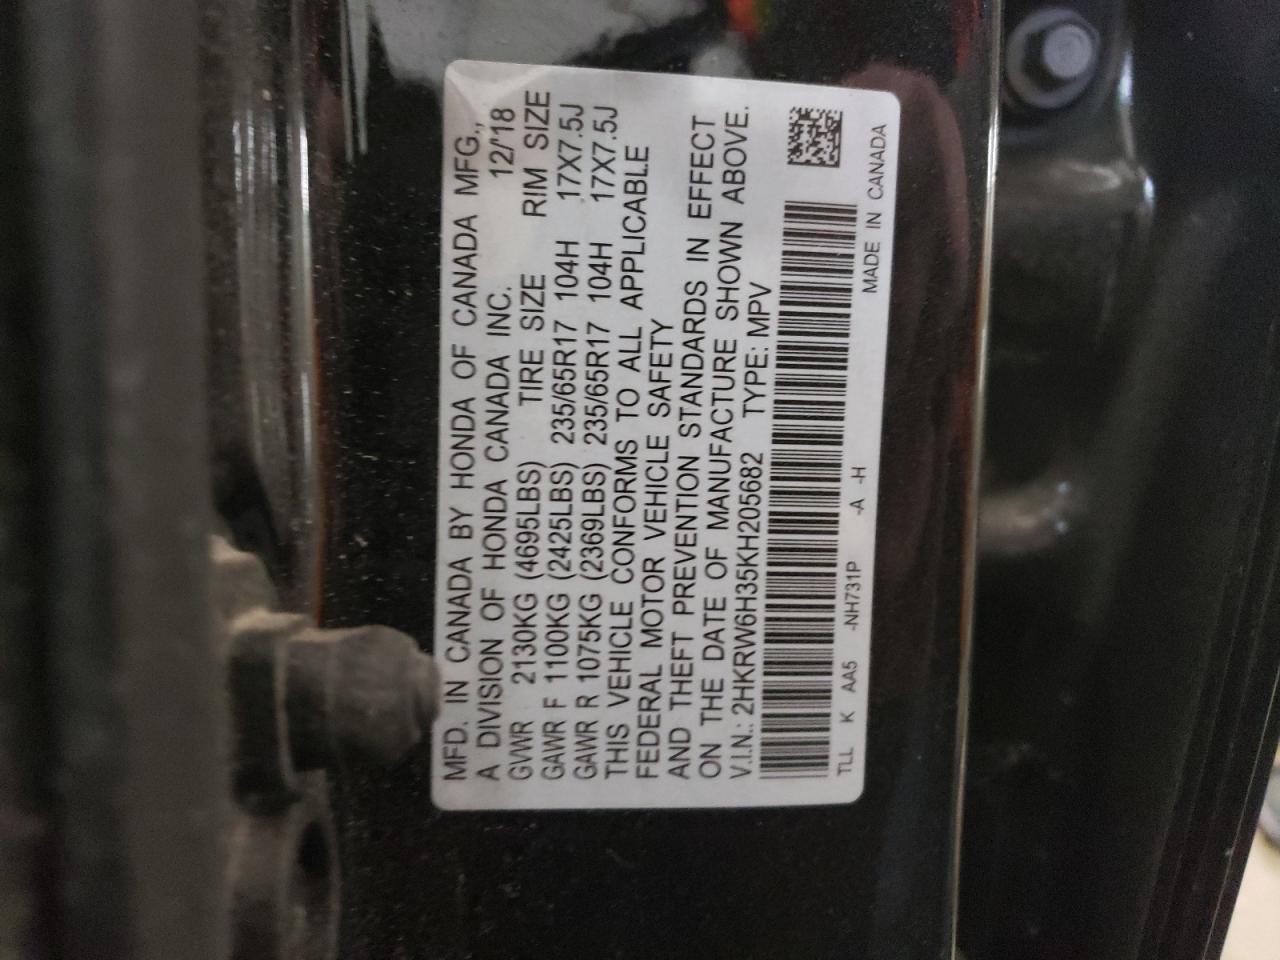 MFD. IN CANADA BY HONDA OF CANADA MFG.,
A DIVISION OF HONDA CANADA INC. 12/'18
GVWR 2130KG (4695LBS) TIRE SIZE RIM SIZE
GAWR F 1100KG (2425LBS) 235/65R17 104H 17X7.5J
GAWR R 1075KG (2369LBS) 235/65R17 104H 17X7.5J
THIS VEHICLE CONFORMS TO ALL APPLICABLE
FEDERAL MOTOR VEHICLE SAFETY
AND THEFT PREVENTION STANDARDS IN EFFECT
ON THE DATE OF MANUFACTURE SHOWN ABOVE.
V.I.N.: 2HKRW6H35KH205682 TYPE: MPV
TLL K AA5 -NH731P -A -H MADE IN CANADA